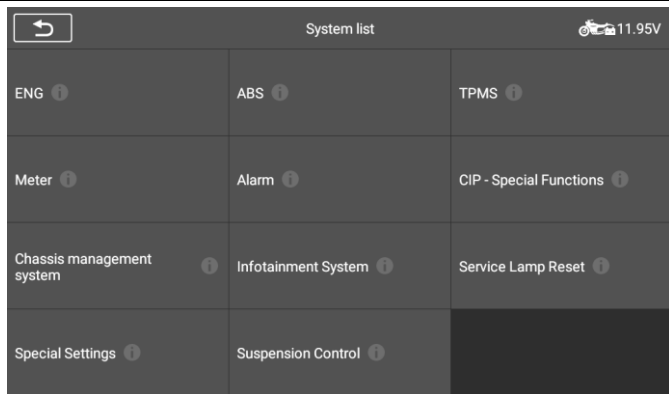 System list
11.95V
ENG
ABS
TPMS
Meter
Alarm
CIP - Special Functions
Chassis management
system
Infotainment System
Service Lamp Reset
Special Settings
Suspension Control